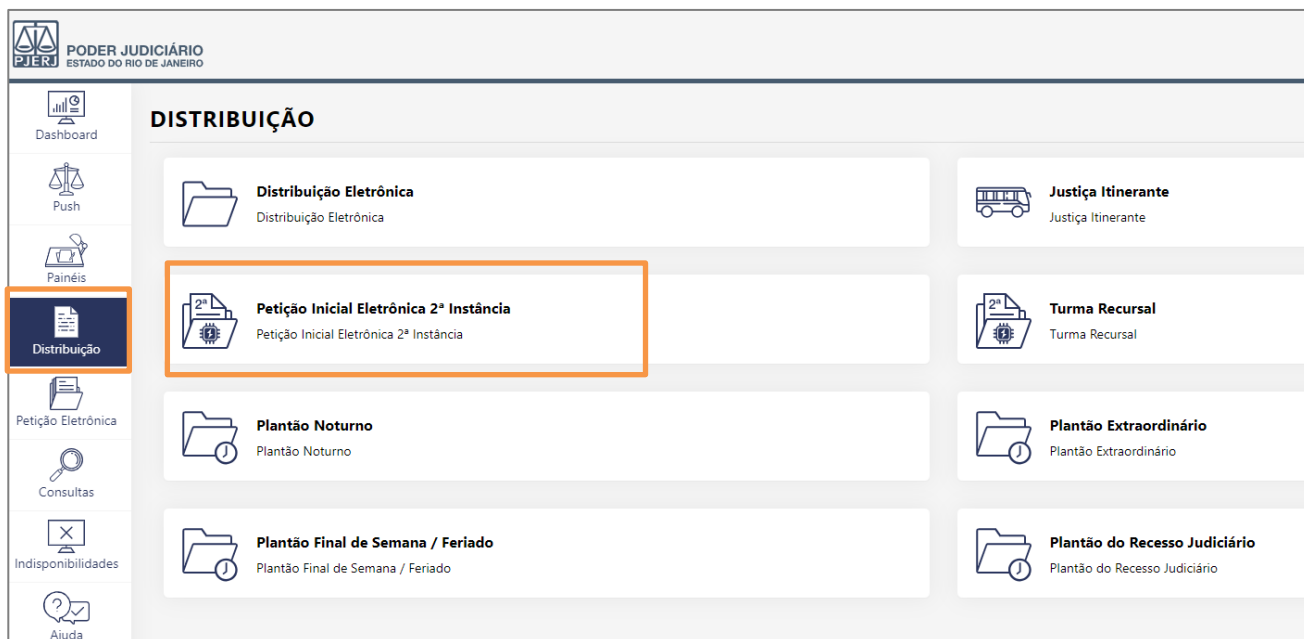 PJERJ
PODER JUDICIÁRIO
ESTADO DO RIO DE JANEIRO
Dashboard
Push
Painéis
Distribuição
Petição Eletrônica
Consultas
Indisponibilidades
Ajuda
DISTRIBUIÇÃO
Distribuição Eletrônica
Distribuição Eletrônica
Justiça Itinerante
Justiça Itinerante
2ª
Petição Inicial Eletrônica 2ª Instância
Petição Inicial Eletrônica 2ª Instância
2ª
Turma Recursal
Turma Recursal
Plantão Noturno
Plantão Noturno
Plantão Extraordinário
Plantão Extraordinário
Plantão Final de Semana / Feriado
Plantão Final de Semana / Feriado
Plantão do Recesso Judiciário
Plantão do Recesso Judiciário